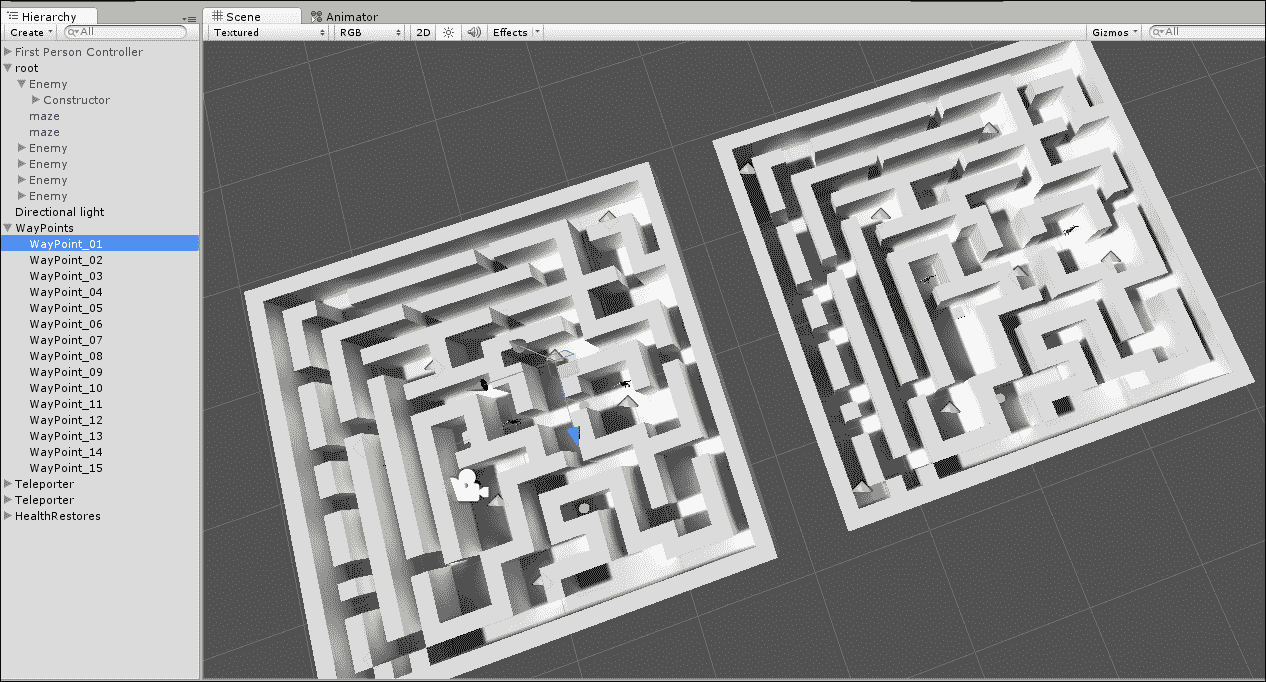 Hierarchy
Create
All
First Person Controller
root
Enemy
Constructor
maze
maze
Enemy
Enemy
Enemy
Enemy
Directional light
WayPoints
WayPoint_01
WayPoint_02
WayPoint_03
WayPoint_04
WayPoint_05
WayPoint_06
WayPoint_07
WayPoint_08
WayPoint_09
WayPoint_10
WayPoint_11
WayPoint_12
WayPoint_13
WayPoint_14
WayPoint_15
Teleporter
Teleporter
HealthRestores
Scene
Animator
Textured
RGB
2D
Effects
Gizmos
All